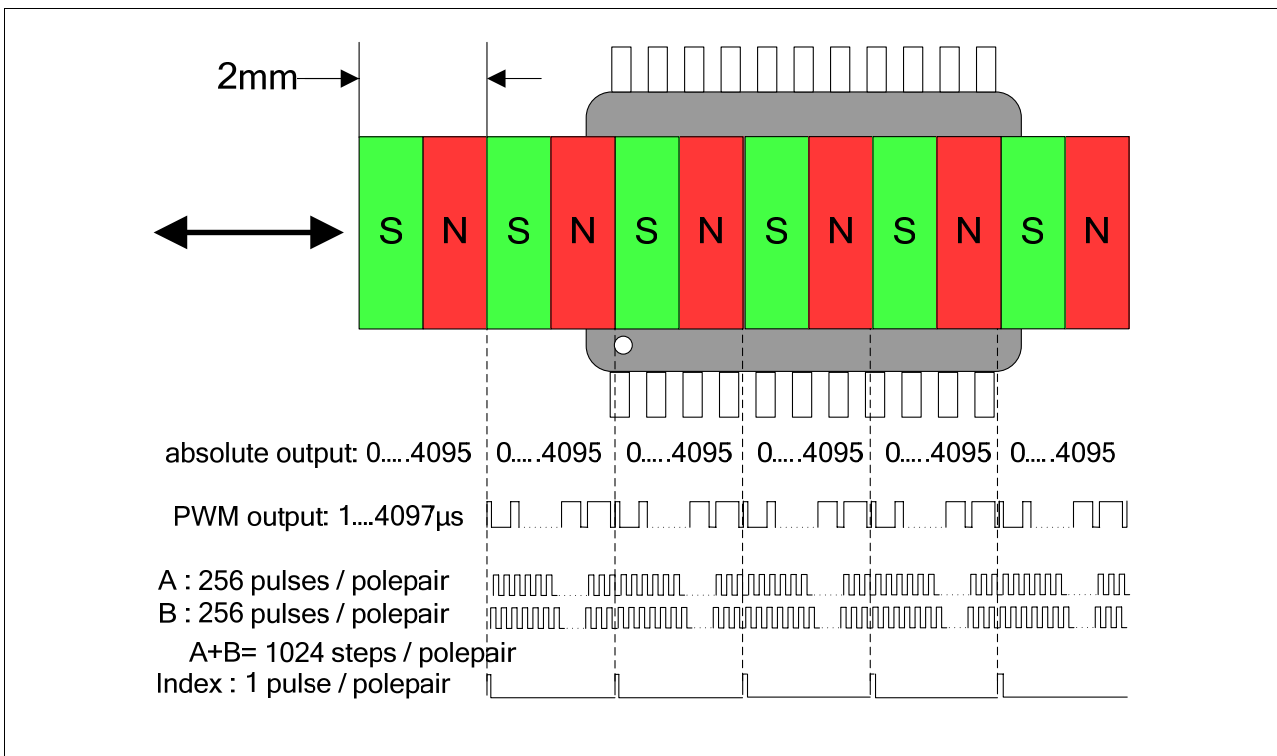 2mm
S N S N S N S N S N S N
absolute output: 0.....4095 0.....4095 0.....4095 0.....4095 0.....4095 0.....4095
PWM output: 1....4097µs
A : 256 pulses / polepair
B : 256 pulses / polepair
A+B= 1024 steps / polepair
Index : 1 pulse / polepair